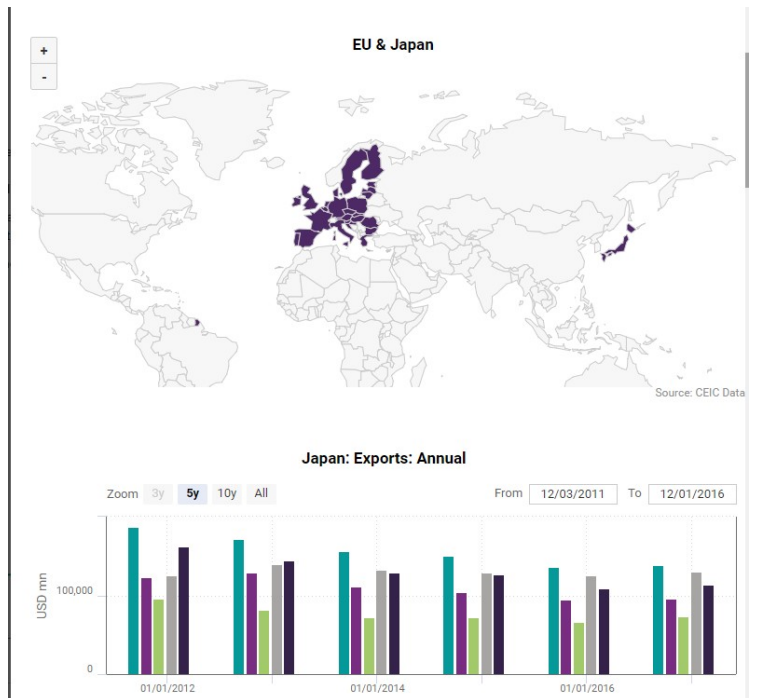 +
-
EU & Japan
Source: CEIC Data
Japan: Exports: Annual
Zoom 3y 5y 10y All From 12/03/2011 To 12/01/2016
USD mn
100,000
0
01/01/2012 01/01/2014 01/01/2016